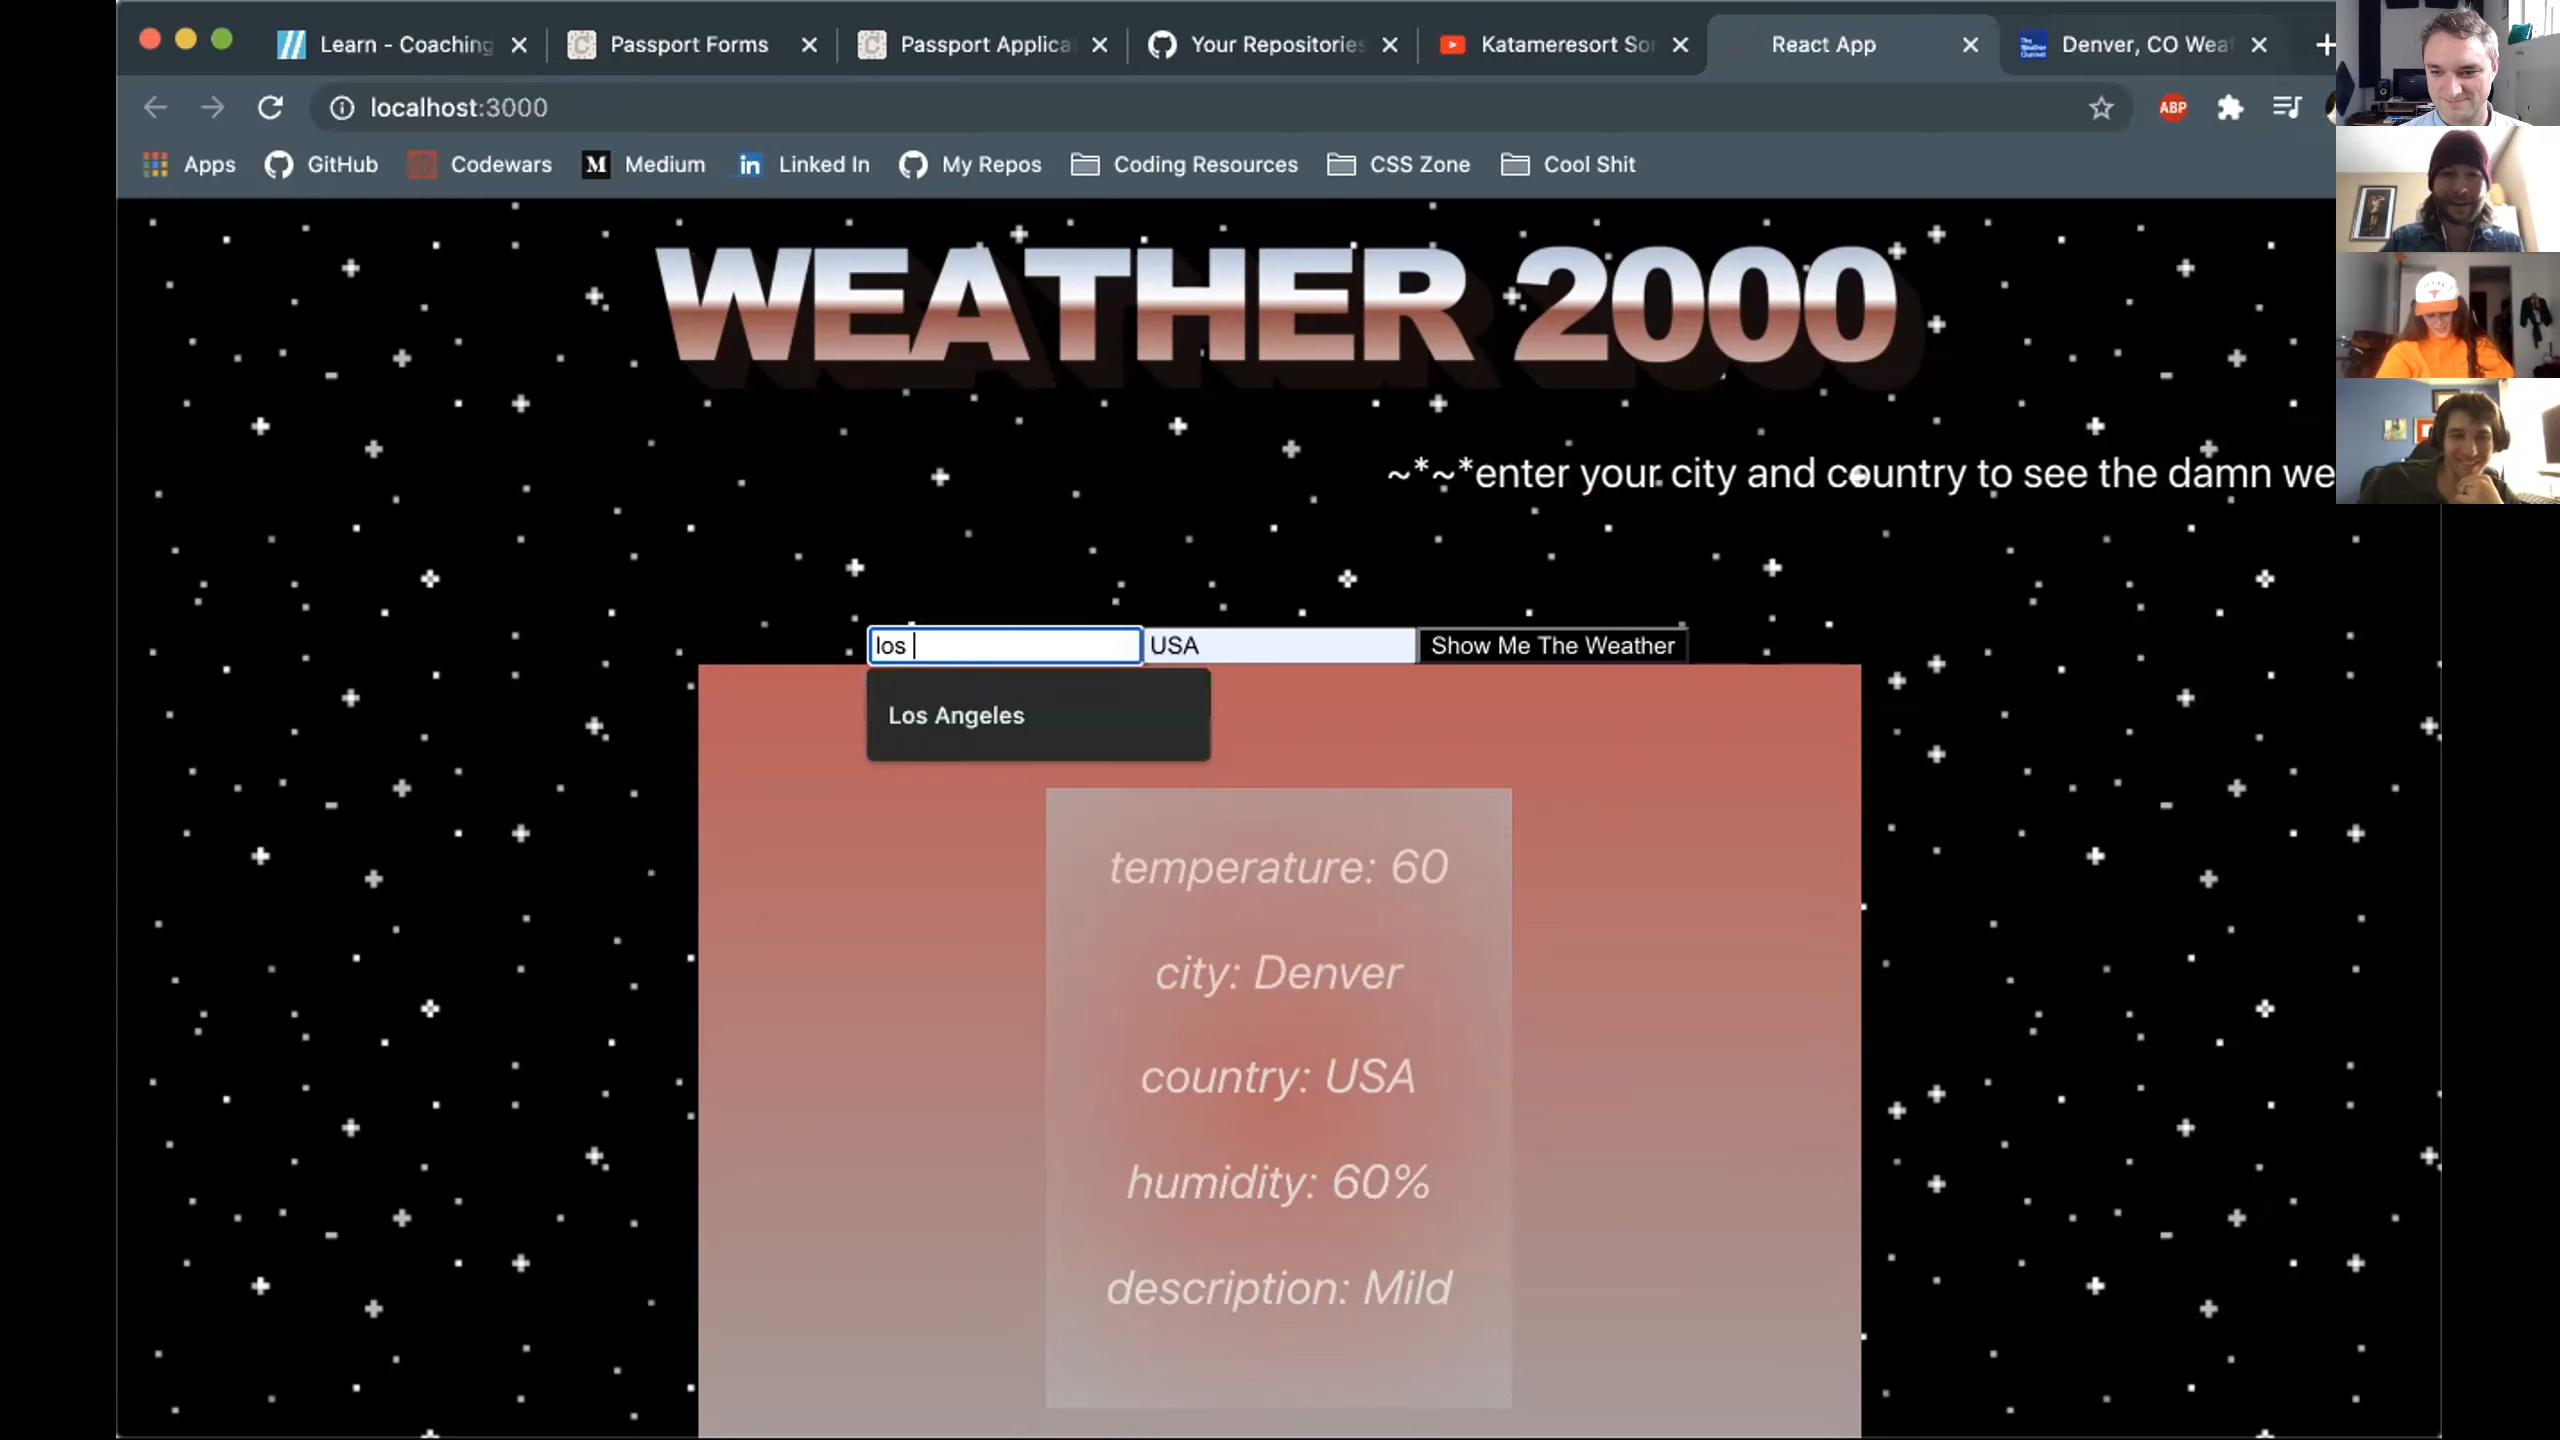 Learn - Coaching
Passport Forms
Passport Applica
Your Repositories
Katameresort Sor
React App
Denver, CO Weat
localhost:3000
ABP
Apps
GitHub
Codewars
Medium
Linked In
My Repos
Coding Resources
CSS Zone
Cool Shit
WEATHER 2000
~*~*enter your city and country to see the damn we
los
USA
Show Me The Weather
Los Angeles
temperature: 60
city: Denver
country: USA
humidity: 60%
description: Mild